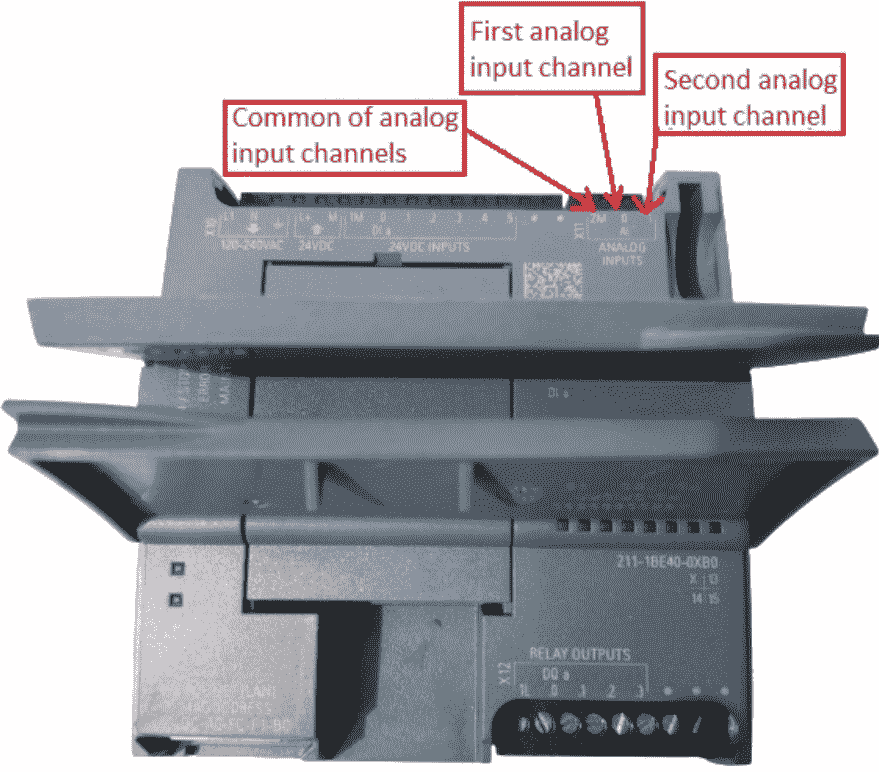 First analog
input channel
Second analog
input channel
Common of analog
input channels
L1 N
L+ M
1M 0 1 2 3 4 5
2M 0
X10
DI a
X11
AI
120-240VAC
24VDC
24VDC INPUTS
ANALOG
INPUTS
ERROR
MAINT
DI a
211-1BE40-0XB0
X 13
14 15
RELAY OUTPUTS
X12
DQ a
1L 0 1 2 3